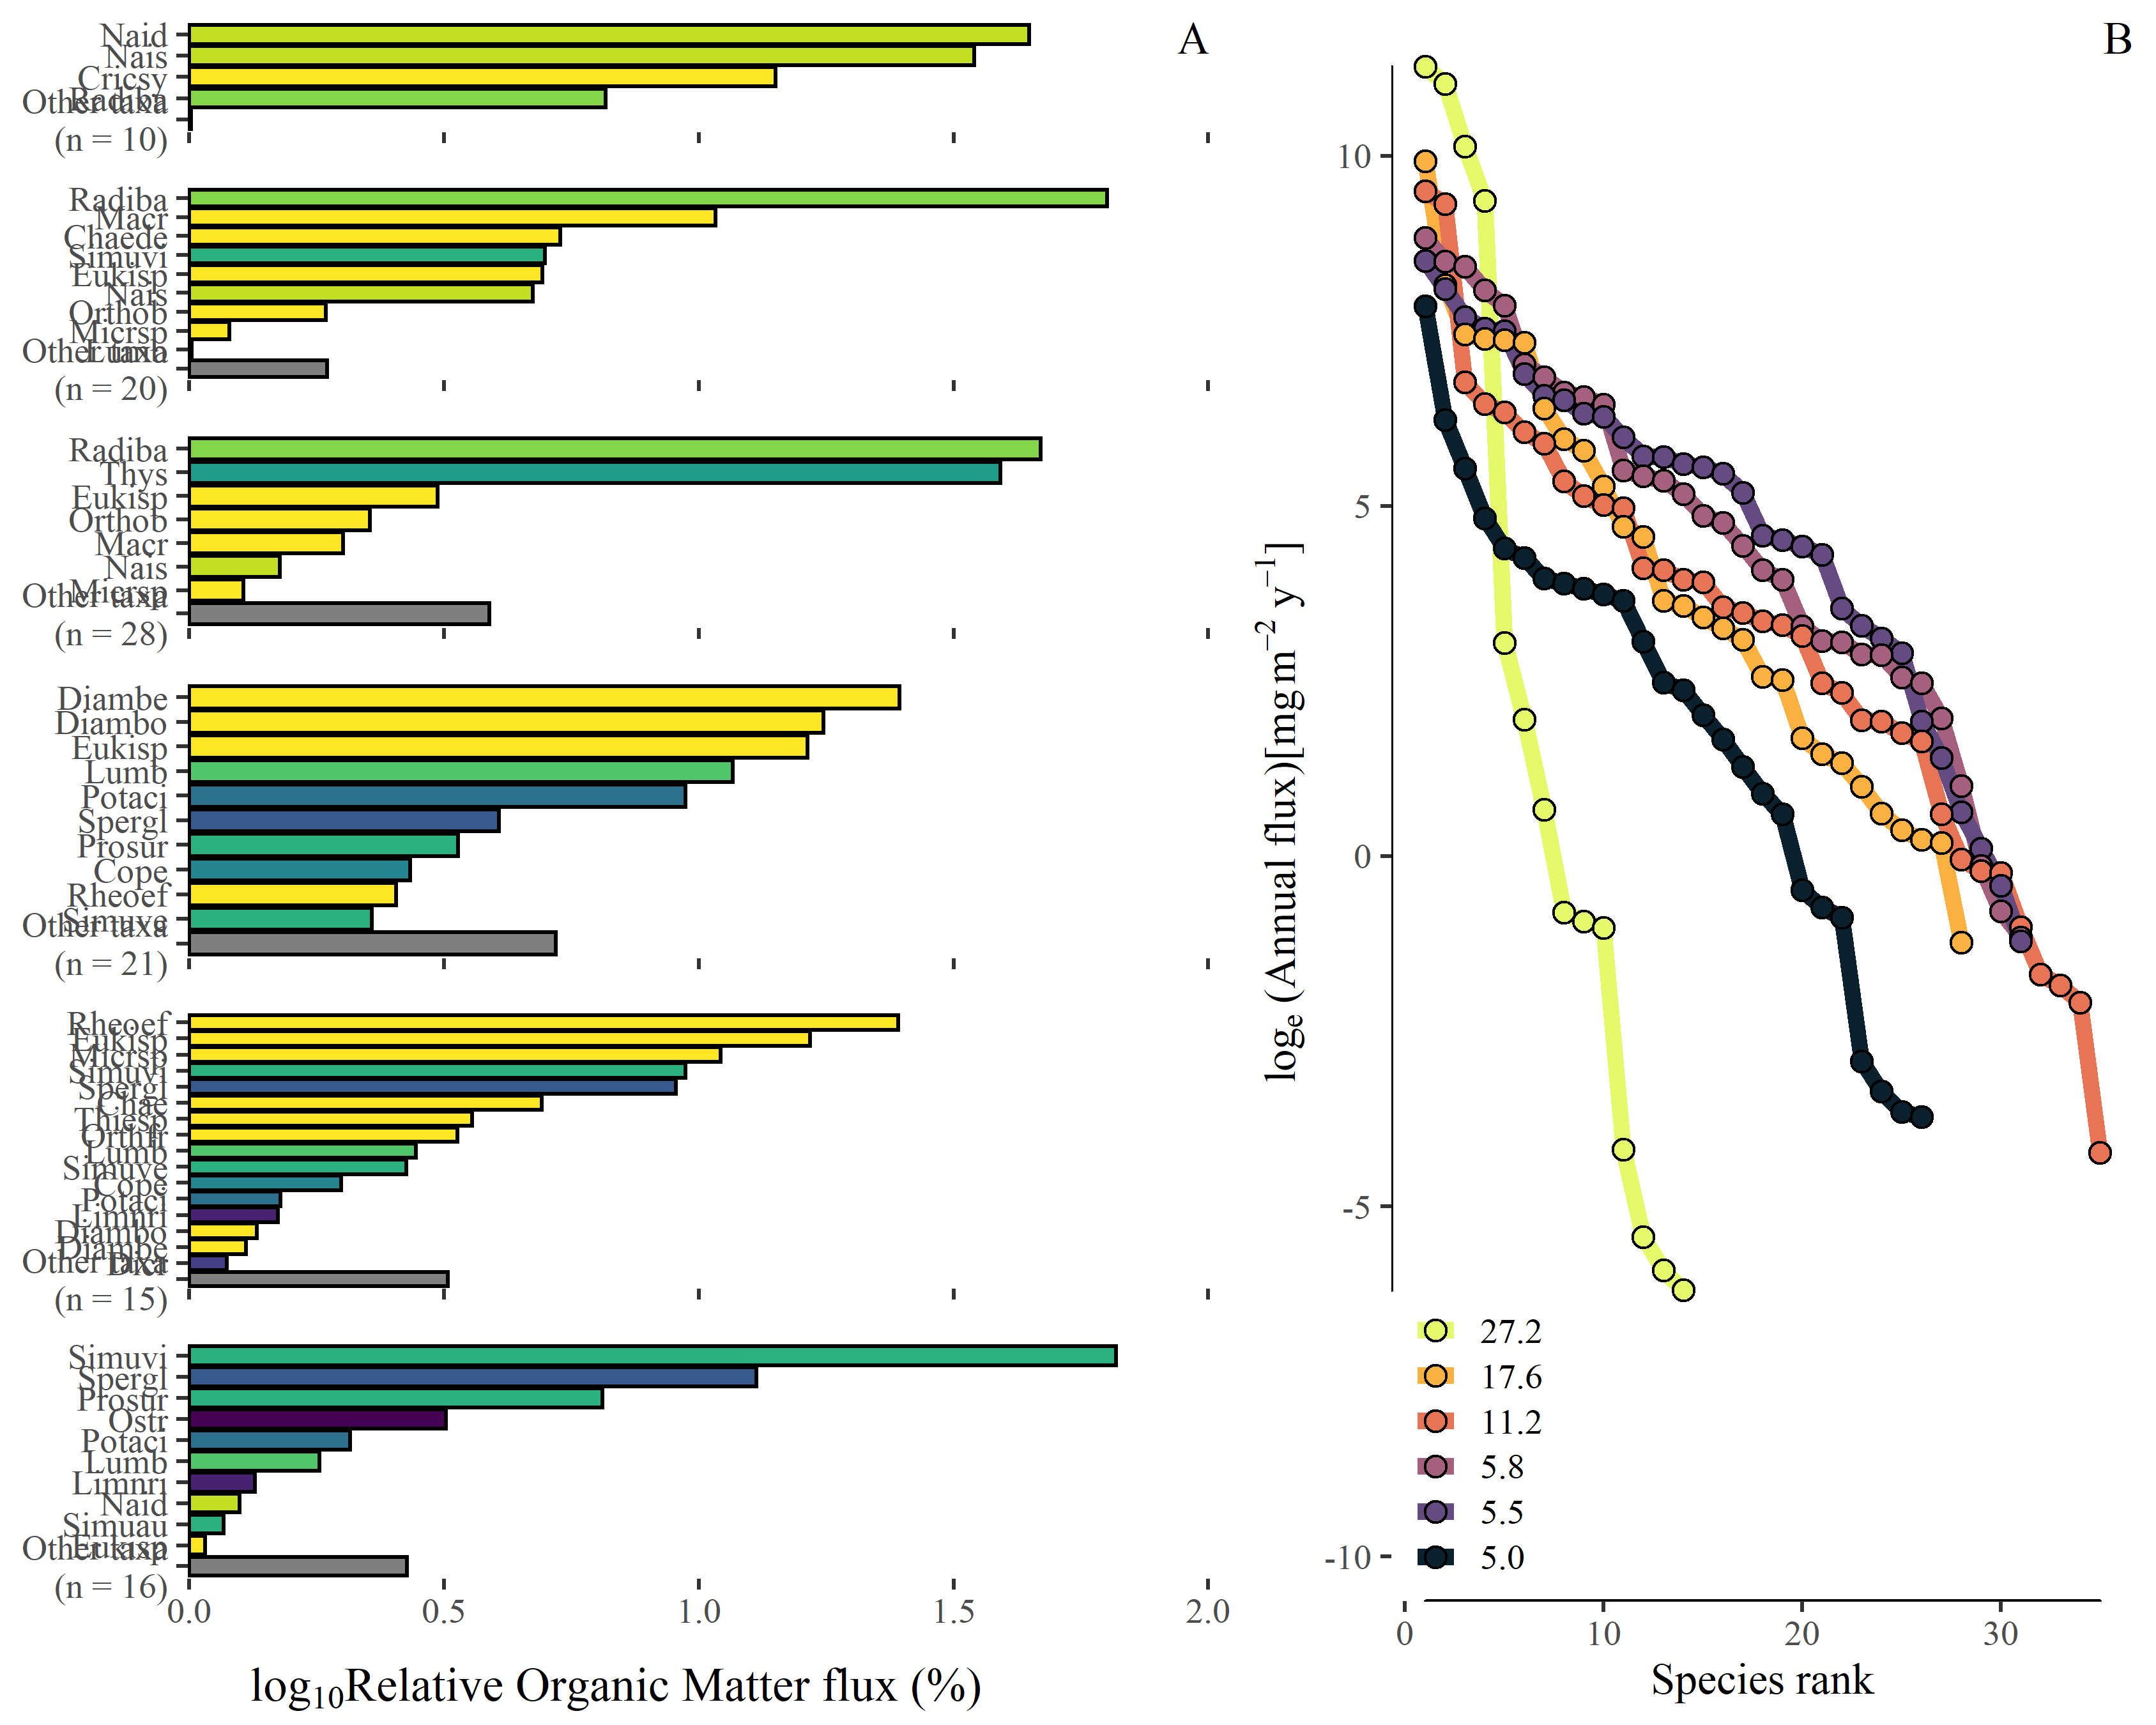 A
Naid
Nais
Cricsy
Radiba
Other taxa
(n = 10)
Radiba
Macr
Chaede
Simuvi
Eukisp
Nais
Orthob
Micrsp
Lumb
Other taxa
(n = 20)
Radiba
Thys
Eukisp
Orthob
Macr
Nais
Micrsp
Other taxa
(n = 28)
Diambe
Diambo
Eukisp
Lumb
Potaci
Spergl
Prosur
Cope
Rheoef
Simuve
Other taxa
(n = 21)
Rheoef
Eukisp
Micrsp
Simuvi
Spergl
Chae
Thiesp
Orthfr
Lumb
Simuve
Cope
Potaci
Limnri
Diambo
Diambe
Dicr
Other taxa
(n = 15)
Simuvi
Spergl
Prosur
Ostr
Potaci
Lumb
Limnri
Naid
Simuau
Eukisp
Other taxa
(n = 16)
0.0 0.5 1.0 1.5 2.0
log10Relative Organic Matter flux (%)
B
10
5
0
-5
-10
loge (Annual flux)[mg m−2 y−1]
27.2
17.6
11.2
5.8
5.5
5.0
0 10 20 30
Species rank